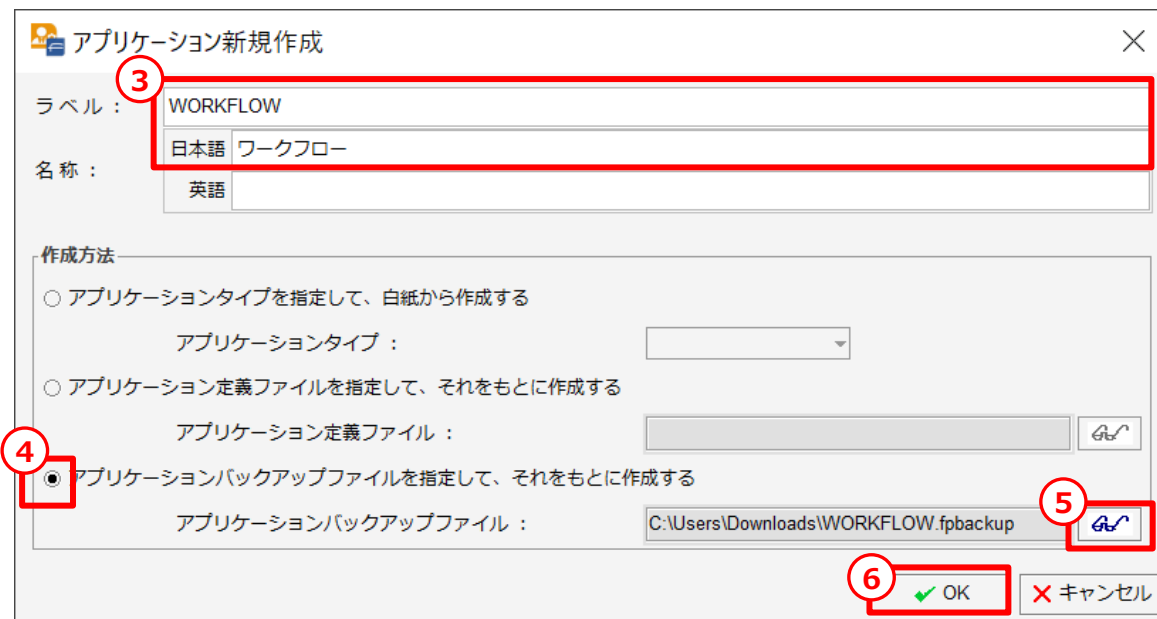 アプリケーション新規作成
③
ラベル : WORKFLOW
名称 : 日本語 ワークフロー
英語
作成方法
アプリケーションタイプを指定して、白紙から作成する
アプリケーションタイプ :
アプリケーション定義ファイルを指定して、それをもとに作成する
アプリケーション定義ファイル :
④
アプリケーションバックアップファイルを指定して、それをもとに作成する
⑤
アプリケーションバックアップファイル : C:\Users\Downloads\WORKFLOW.fpbackup
⑥
OK キャンセル